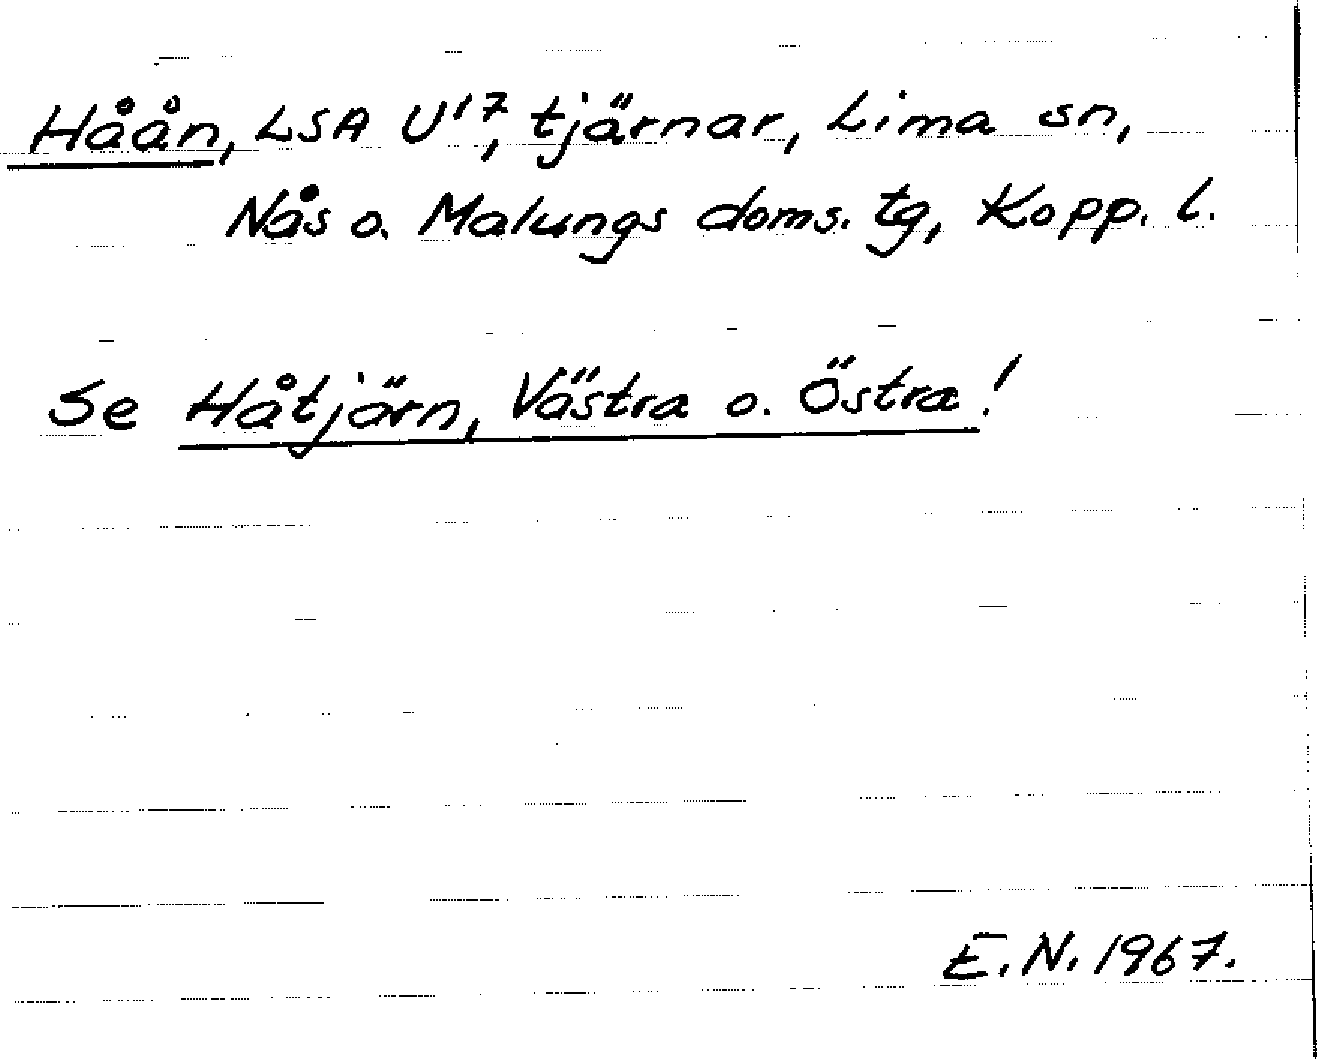 Håån, LSA U17, tjärnar, Lima sn,
Nås o. Malungs doms. tg, Kopp. l.
Se Håtjärn, Västra o. Östra!
E. N. 1967.